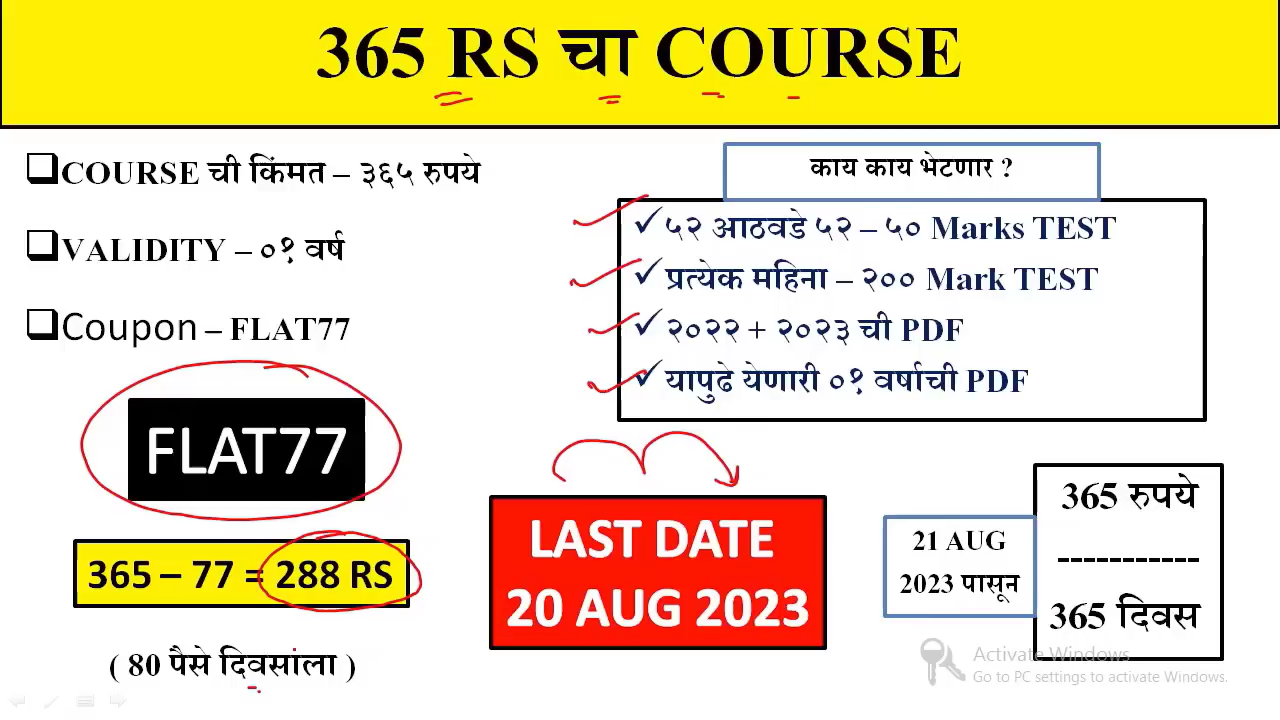 365 RS चा COURSE
COURSE ची किंमत – ३६५ रुपये
VALIDITY – ०१ वर्ष
Coupon – FLAT77
FLAT77
365 – 77 = 288 RS
( 80 पैसे दिवसांला )
काय काय भेटणार ?
५२ आठवडे ५२ – ५० Marks TEST
प्रत्येक महिना – २०० Mark TEST
२०२२ + २०२३ ची PDF
यापुढे येणारी ०१ वर्षाची PDF
LAST DATE
20 AUG 2023
21 AUG
2023 पासून
365 रुपये
-----------
365 दिवस
Activate Windows
Go to PC settings to activate Windows.